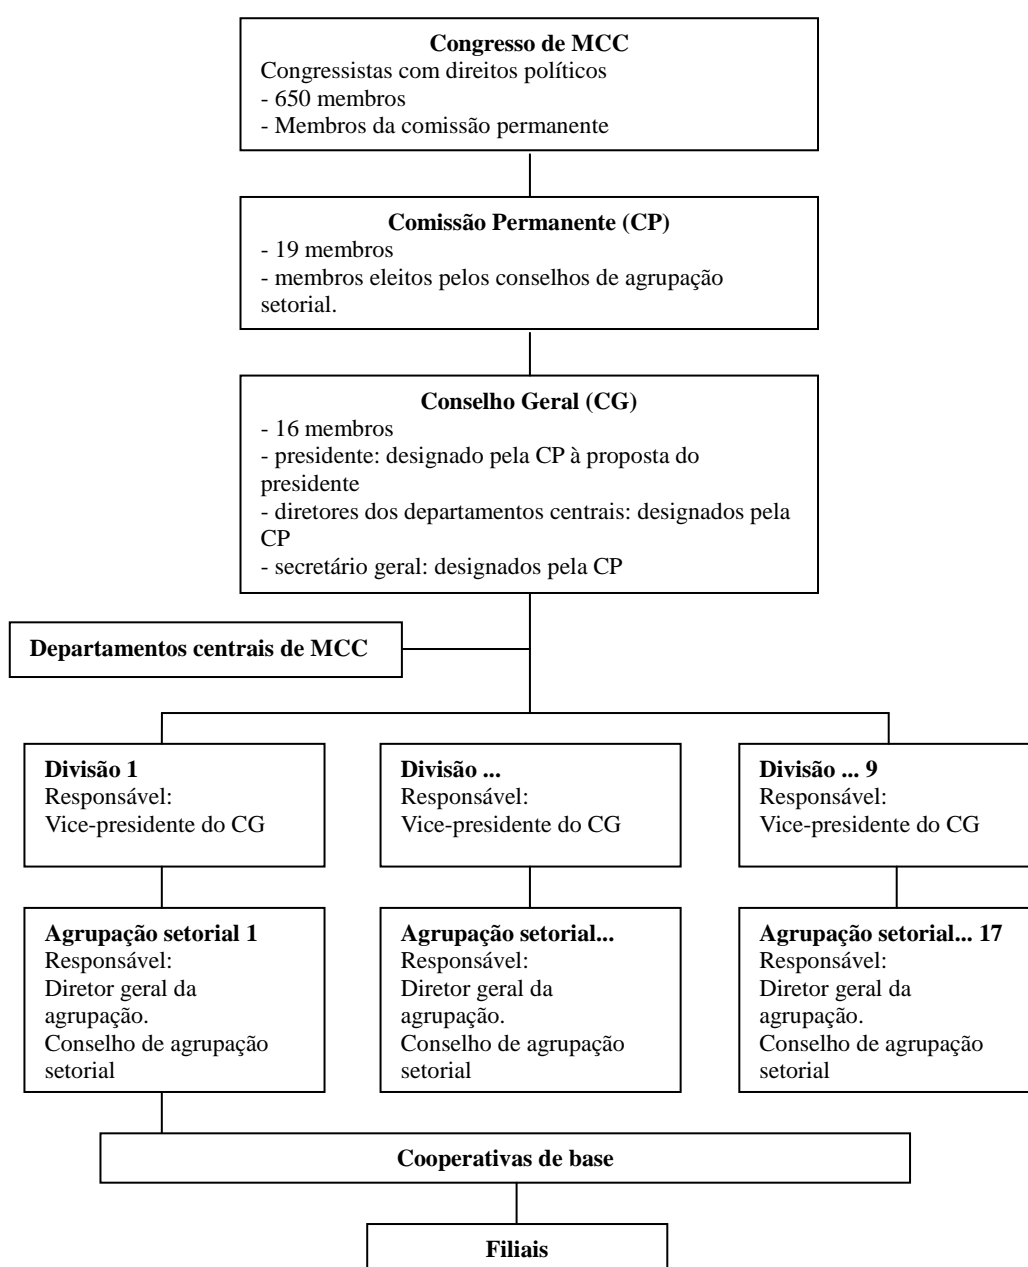 Congresso de MCC
Congressistas com direitos políticos
- 650 membros
- Membros da comissão permanente
Comissão Permanente (CP)
- 19 membros
- membros eleitos pelos conselhos de agrupação
setorial.
Conselho Geral (CG)
- 16 membros
- presidente: designado pela CP à proposta do
presidente
- diretores dos departamentos centrais: designados pela
CP
- secretário geral: designados pela CP
Departamentos centrais de MCC
Divisão 1
Responsável:
Vice-presidente do CG
Divisão ...
Responsável:
Vice-presidente do CG
Divisão ... 9
Responsável:
Vice-presidente do CG
Agrupação setorial 1
Responsável:
Diretor geral da
agrupação.
Conselho de agrupação
setorial
Agrupação setorial...
Responsável:
Diretor geral da
agrupação.
Conselho de agrupação
setorial
Agrupação setorial... 17
Responsável:
Diretor geral da
agrupação.
Conselho de agrupação
setorial
Cooperativas de base
Filiais